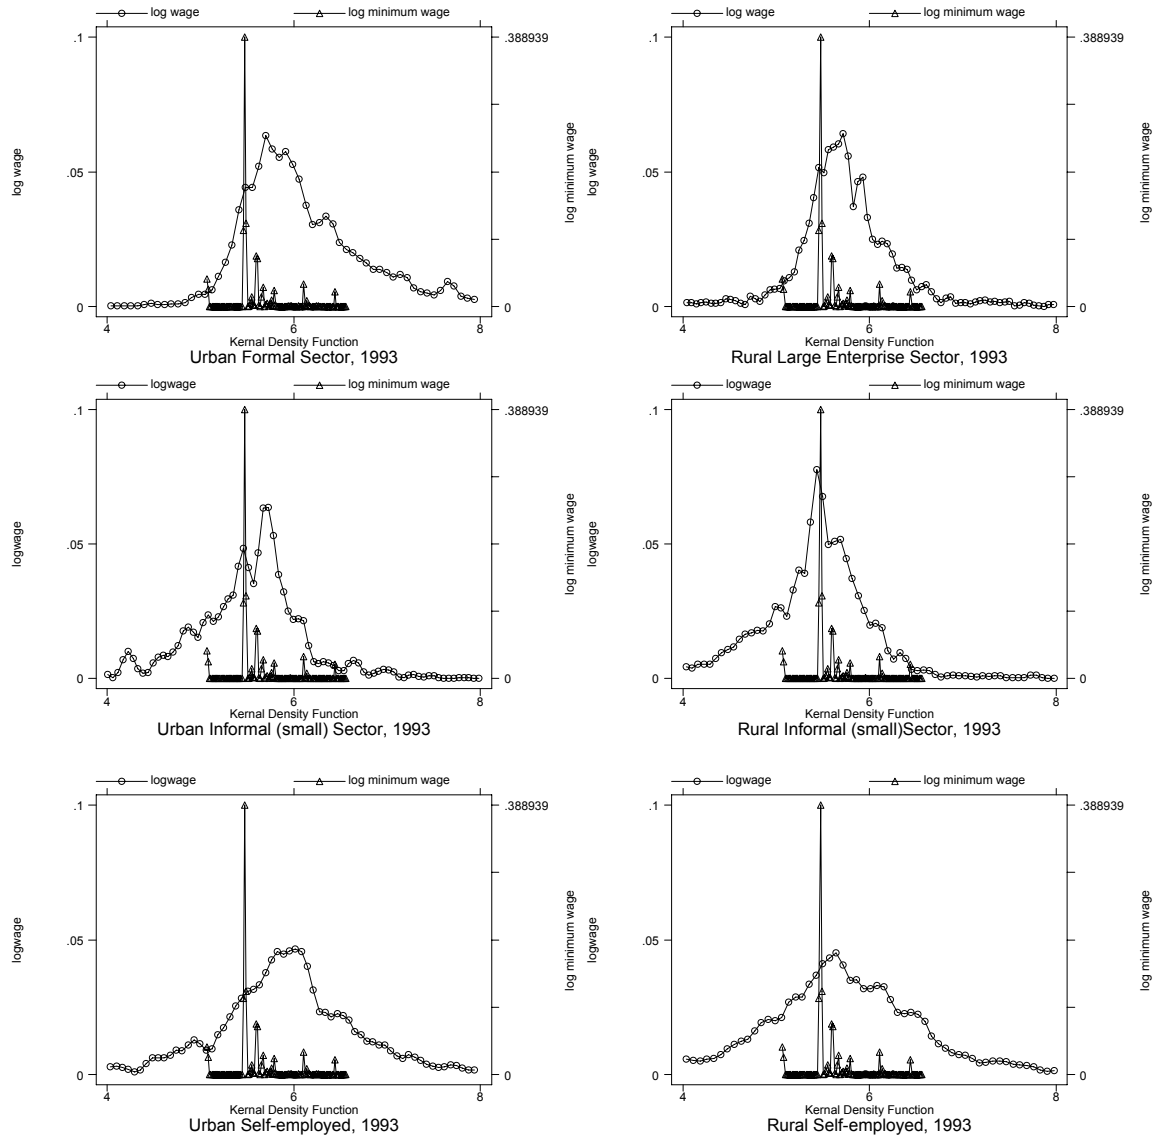 log wage log minimum wage
.1 .388939
log wage
.05
log minimum wage
0 0
4 6 8
Kernal Density Function
Urban Formal Sector, 1993
log wage log minimum wage
.1 .388939
log wage
.05
log minimum wage
0 0
4 6 8
Kernal Density Function
Rural Large Enterprise Sector, 1993
logwage log minimum wage
.1 .388939
logwage
.05
log minimum wage
0 0
4 6 8
Kernal Density Function
Urban Informal (small) Sector, 1993
logwage log minimum wage
.1 .388939
logwage
.05
log minimum wage
0 0
4 6 8
Kernal Density Function
Rural Informal (small)Sector, 1993
logwage log minimum wage
.1 .388939
logwage
.05
log minimum wage
0 0
4 6 8
Kernal Density Function
Urban Self-employed, 1993
logwage log minimum wage
.1 .388939
logwage
.05
log minimum wage
0 0
4 6 8
Kernal Density Function
Rural Self-employed, 1993